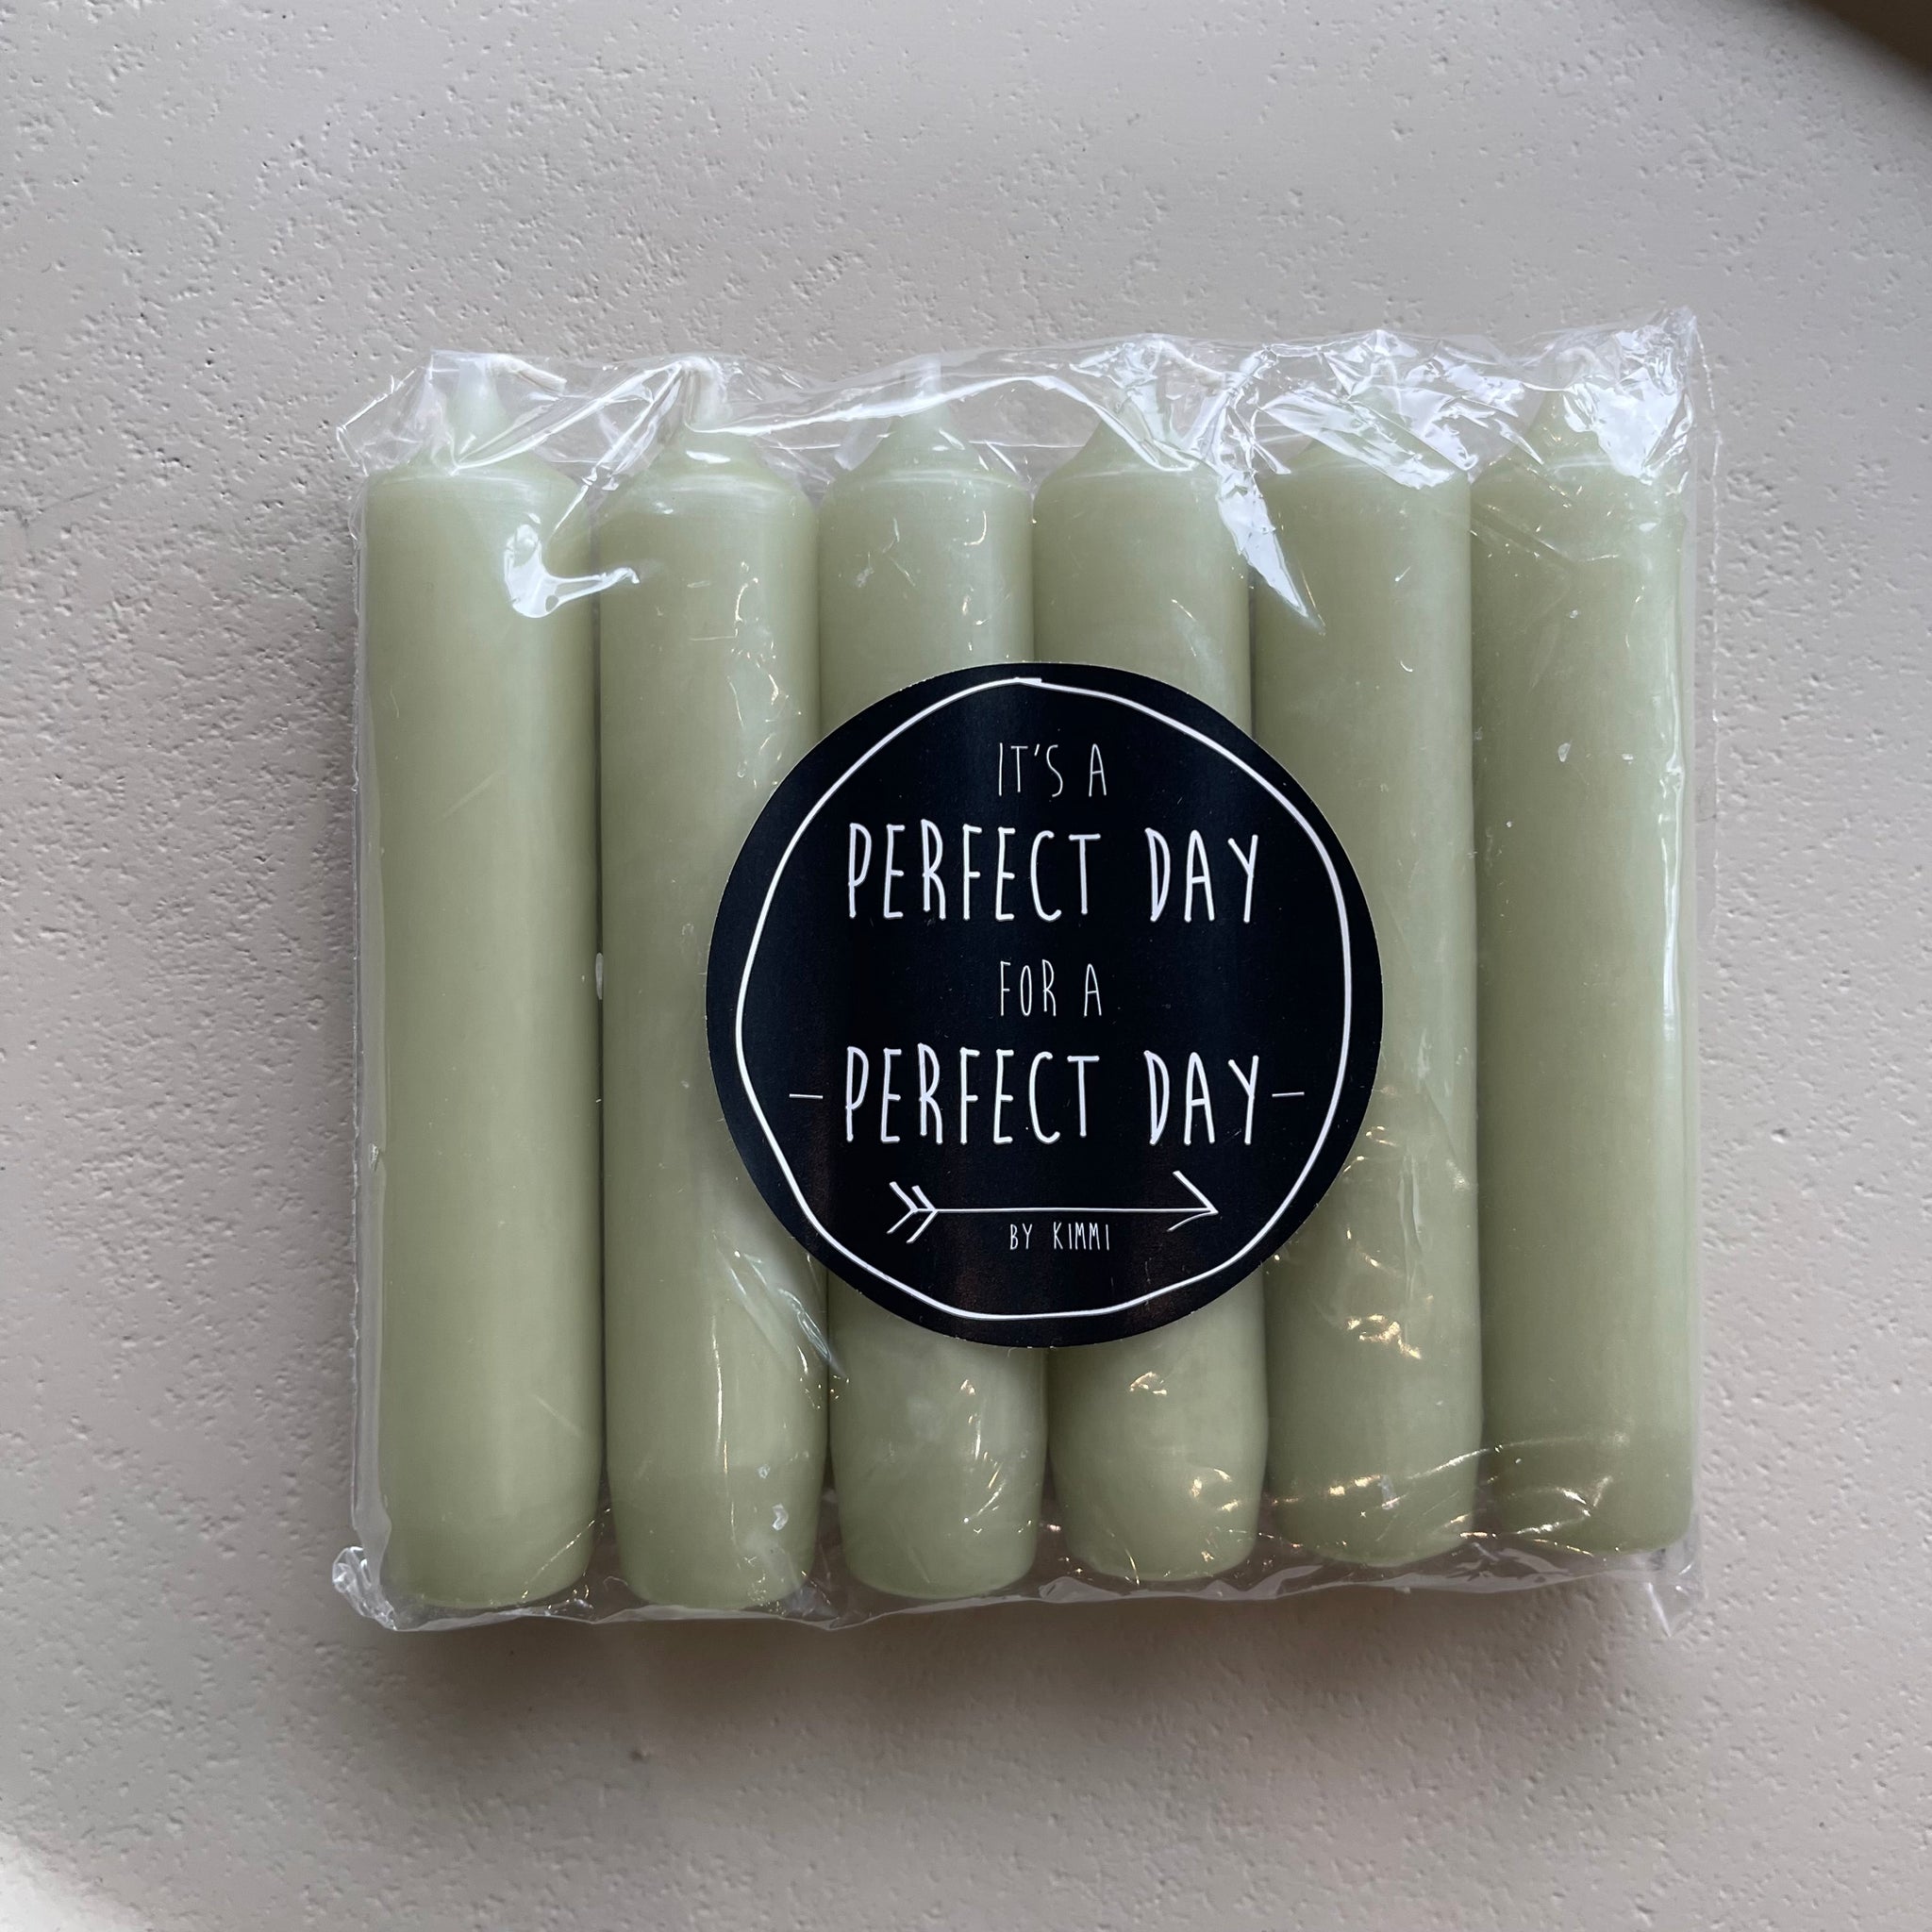 IT'S A
PERFECT DAY
FOR A
- PERFECT DAY -
BY KIMMI